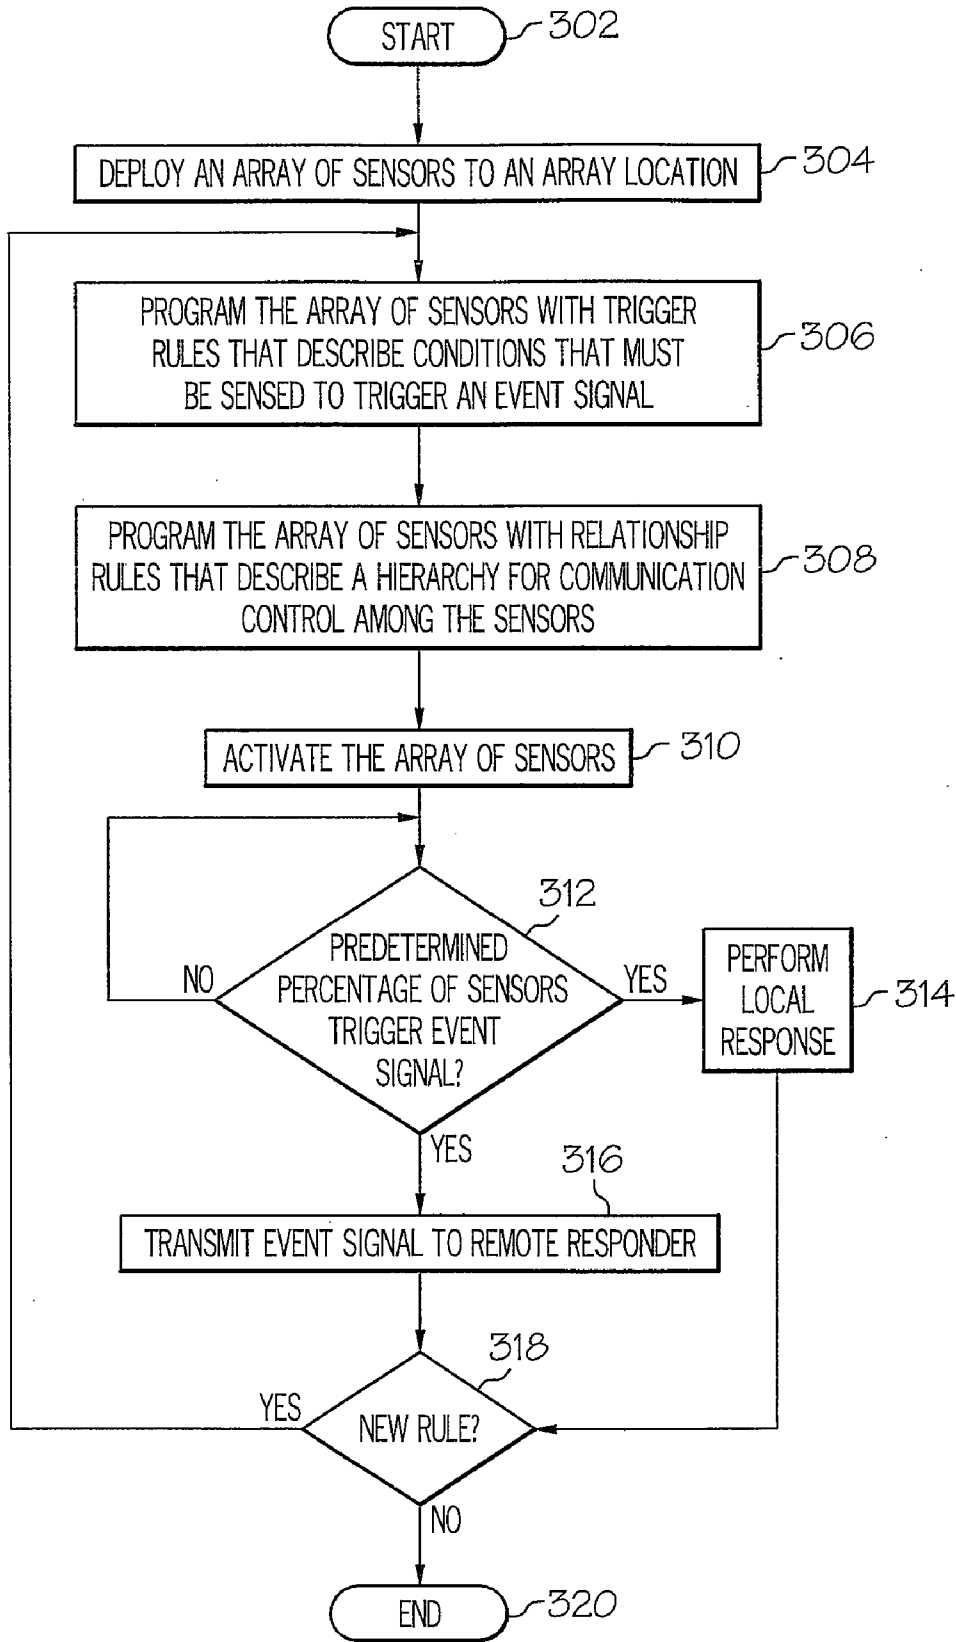 START
302
DEPLOY AN ARRAY OF SENSORS TO AN ARRAY LOCATION
304
PROGRAM THE ARRAY OF SENSORS WITH TRIGGER
RULES THAT DESCRIBE CONDITIONS THAT MUST
BE SENSED TO TRIGGER AN EVENT SIGNAL
306
PROGRAM THE ARRAY OF SENSORS WITH RELATIONSHIP
RULES THAT DESCRIBE A HIERARCHY FOR COMMUNICATION
CONTROL AMONG THE SENSORS
308
ACTIVATE THE ARRAY OF SENSORS
310
312
PREDETERMINED
PERCENTAGE OF SENSORS
TRIGGER EVENT
SIGNAL?
NO
YES
PERFORM
LOCAL
RESPONSE
314
YES
316
TRANSMIT EVENT SIGNAL TO REMOTE RESPONDER
318
YES
NEW RULE?
NO
END
320